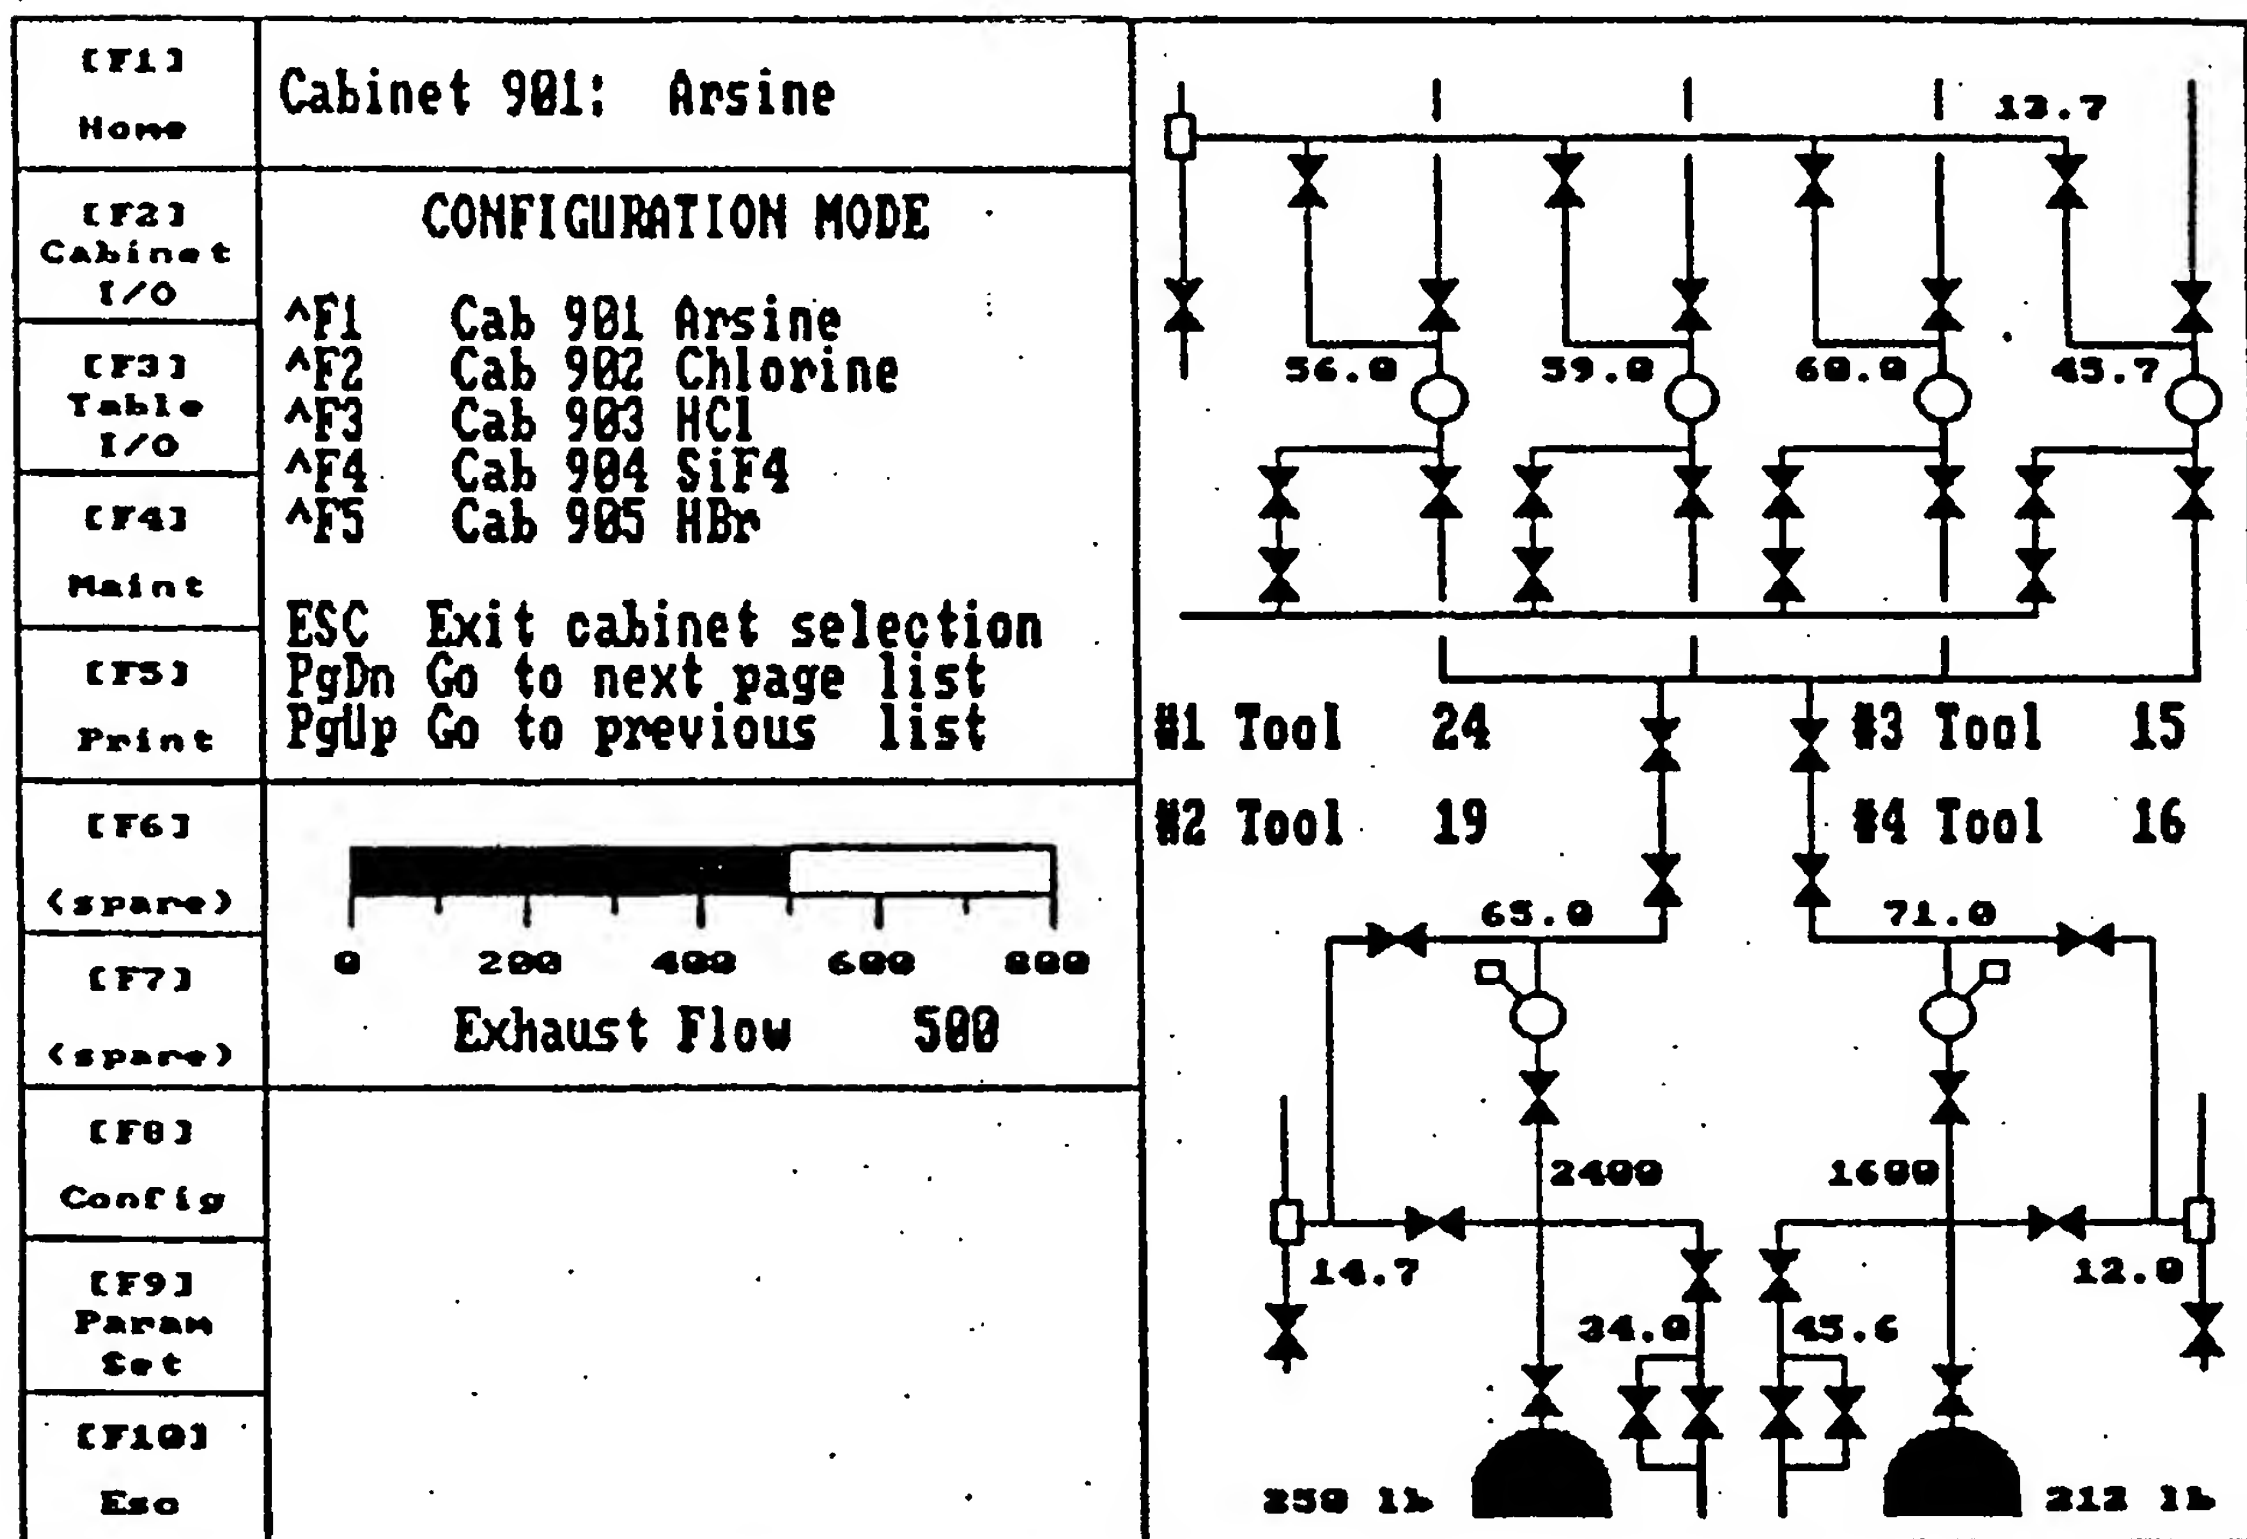 [F1]
Home
[F2]
Cabinet
I/O
[F3]
Table
I/O
[F4]
Maint
[F5]
Print
[F6]
(spare)
[F7]
(spare)
[F8]
Config
[F9]
Param
Set
[F10]
Esc
Cabinet 901: Arsine
CONFIGURATION MODE
^F1 Cab 901 Arsine
^F2 Cab 902 Chlorine
^F3 Cab 903 HCl
^F4 Cab 904 SiF4
^F5 Cab 905 HBr
ESC Exit cabinet selection
PgDn Go to next page list
PgUp Go to previous list
0 200 400 600 800
Exhaust Flow 500
13.7
56.0 59.0 60.0 45.7
#1 Tool 24 #3 Tool 15
#2 Tool 19 #4 Tool 16
65.0 71.0
2400 1600
14.7 12.0
34.0 45.6
250 lb 212 lb